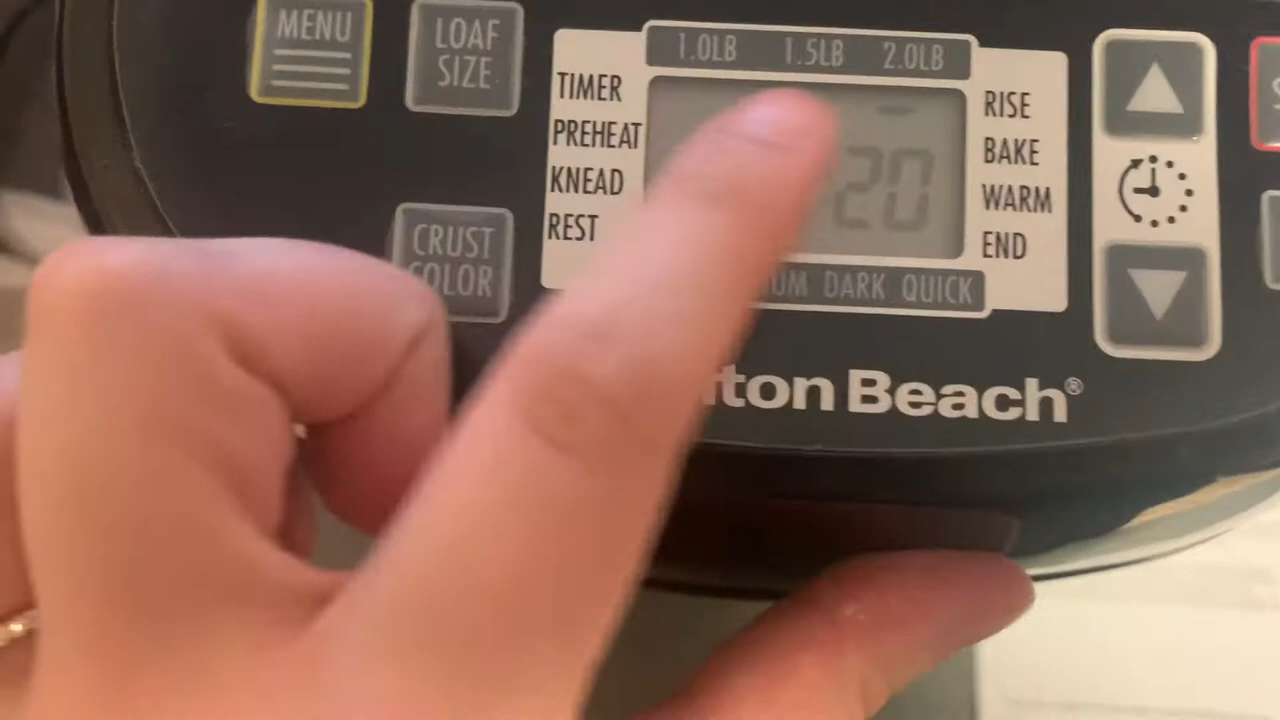 MENU
LOAF
SIZE
1.0LB 1.5LB 2.0LB
TIMER
PREHEAT
KNEAD
REST
20
RISE
BAKE
WARM
END
CRUST
COLOR
DARK QUICK
Beach®